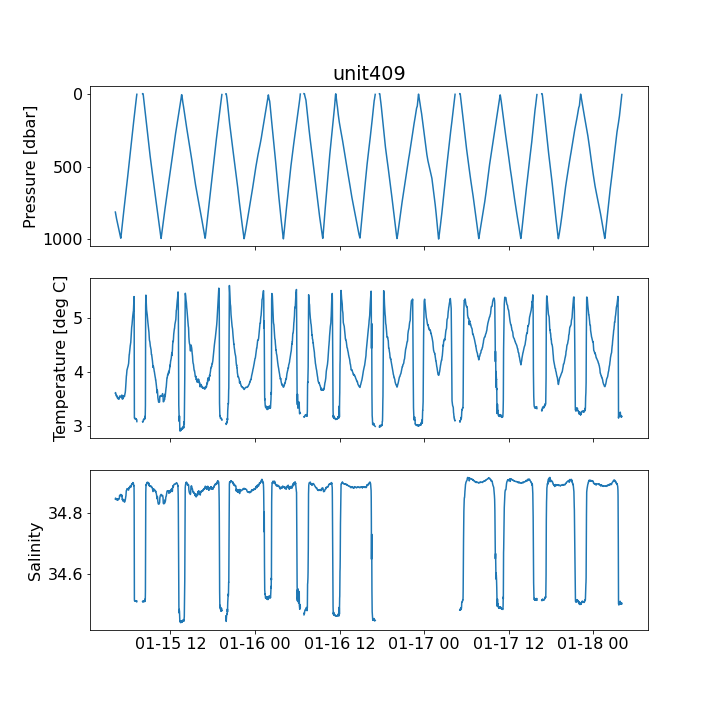 unit409
Pressure [dbar]
0
500
1000
Temperature [deg C]
5
4
3
Salinity
34.8
34.6
01-15 12 01-16 00 01-16 12 01-17 00 01-17 12 01-18 00